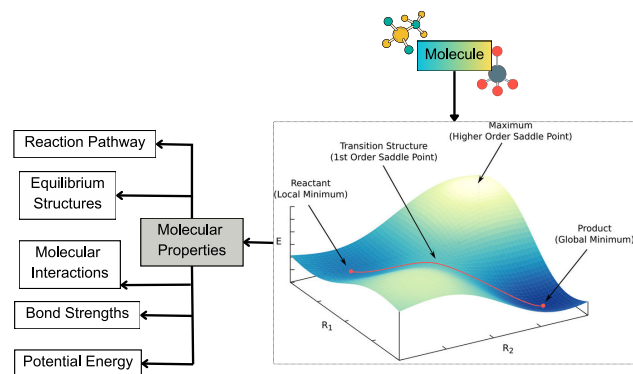 Molecule
Maximum
(Higher Order Saddle Point)
Transition Structure
(1st Order Saddle Point)
Reactant
(Local Minimum)
Product
(Global Minimum)
E
R1
R2
Molecular
Properties
Reaction Pathway
Equilibrium
Structures
Molecular
Interactions
Bond Strengths
Potential Energy